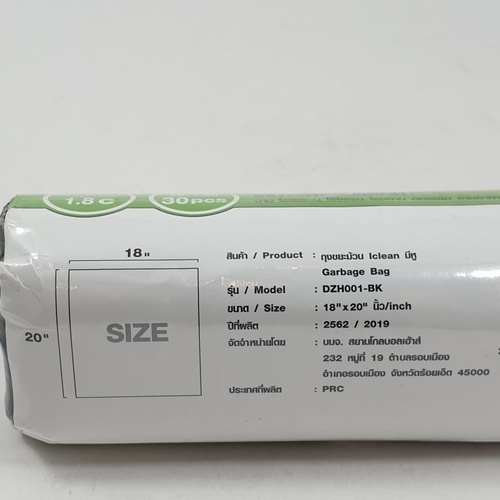 1.8 C
30pcs
18"
20"
SIZE
สินค้า / Product : ถุงขยะม้วน Iclean มีหู
Garbage Bag
รุ่น / Model : DZH001-BK
ขนาด / Size : 18"x20" นิ้ว/inch
ปีที่ผลิต : 2562 / 2019
จัดจำหน่ายโดย : บมจ. สยามโกลบอลเฮ้าส์
232 หมู่ที่ 19 ตำบลรอบเมือง
อำเภอรอบเมือง จังหวัดร้อยเอ็ด 45000
ประเทศที่ผลิต : PRC